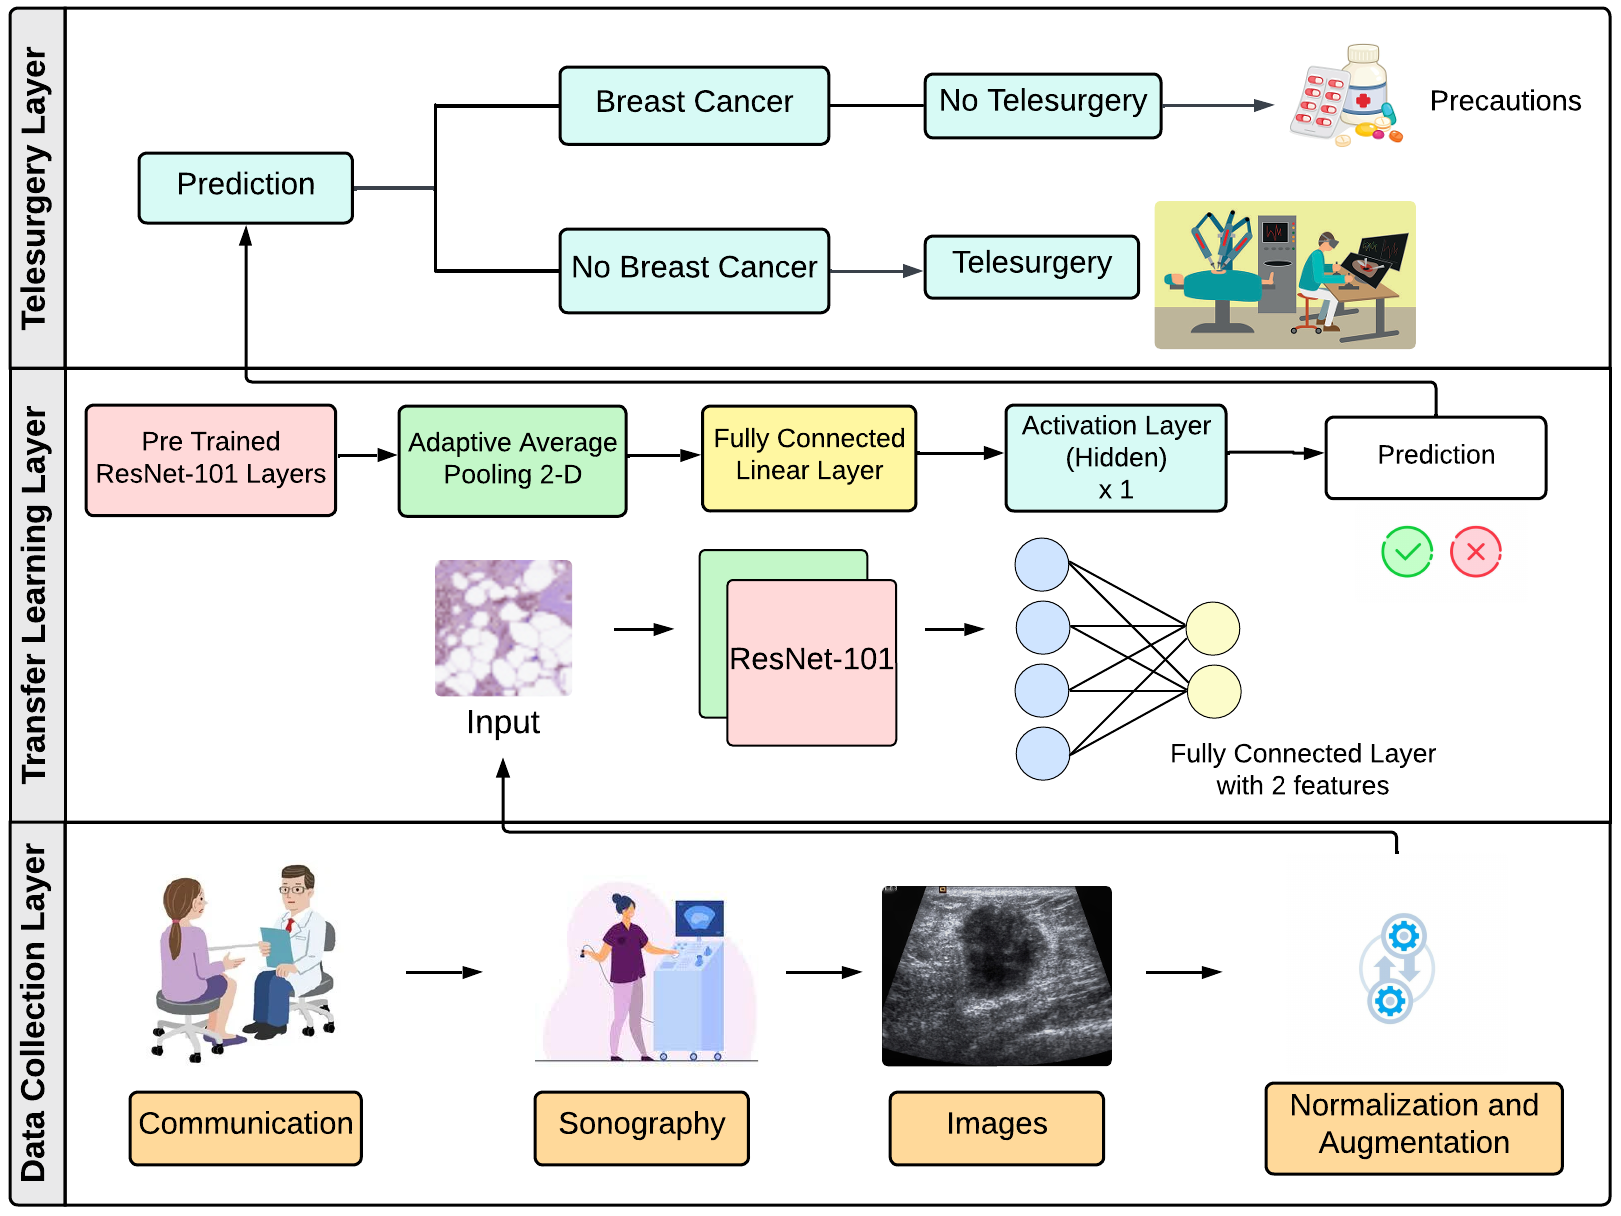 Telesurgery Layer
Breast Cancer
No Telesurgery
Precautions
Prediction
No Breast Cancer
Telesurgery
Transfer Learning Layer
Pre Trained
ResNet-101 Layers
Adaptive Average
Pooling 2-D
Fully Connected
Linear Layer
Activation Layer
(Hidden)
x 1
Prediction
Input
ResNet-101
Fully Connected Layer
with 2 features
Data Collection Layer
Communication
Sonography
Images
Normalization and
Augmentation